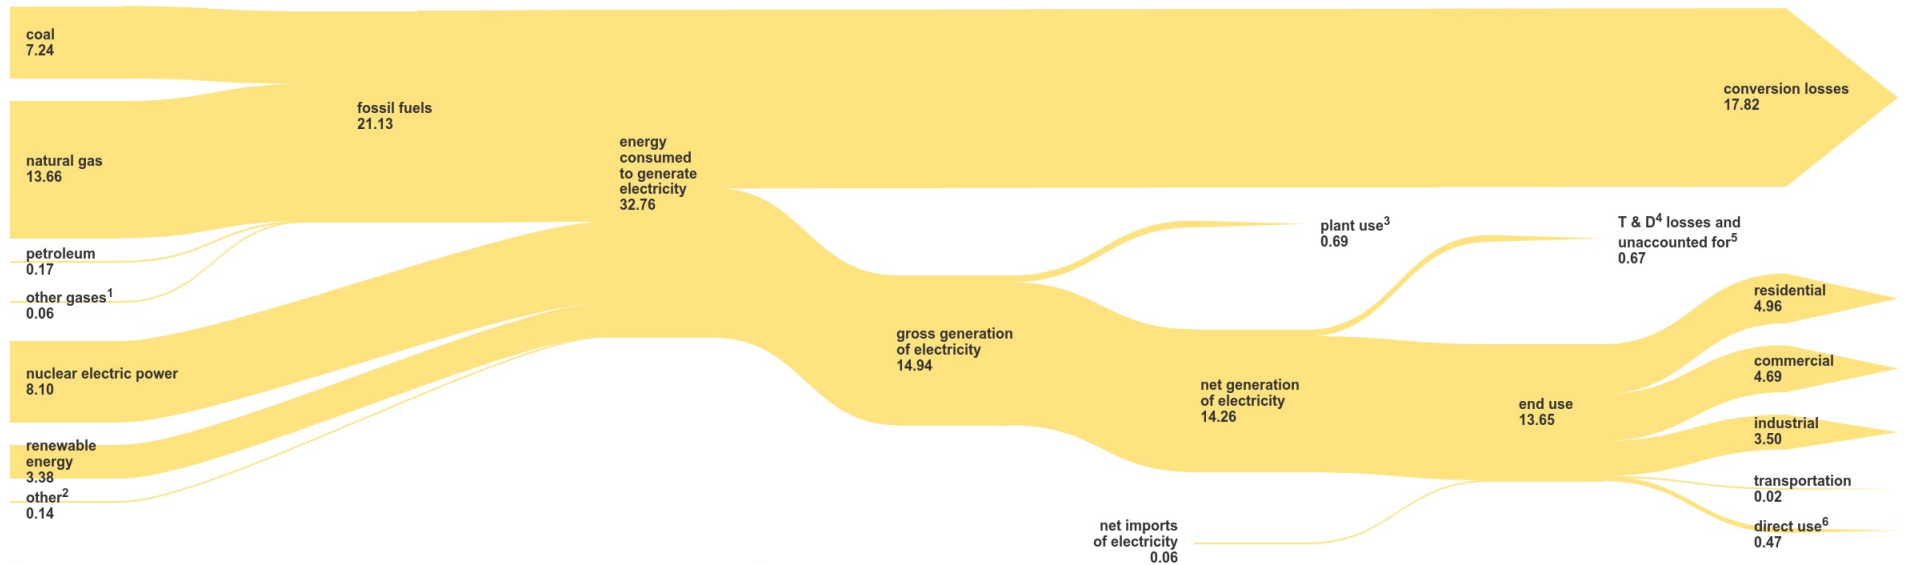 coal
7.24
natural gas
13.66
petroleum
0.17
other gases1
0.06
nuclear electric power
8.10
renewable
energy
3.38
other2
0.14
fossil fuels
21.13
energy
consumed
to generate
electricity
32.76
gross generation
of electricity
14.94
net imports
of electricity
0.06
net generation
of electricity
14.26
plant use3
0.69
end use
13.65
T & D4 losses and
unaccounted for5
0.67
conversion losses
17.82
residential
4.96
commercial
4.69
industrial
3.50
transportation
0.02
direct use6
0.47